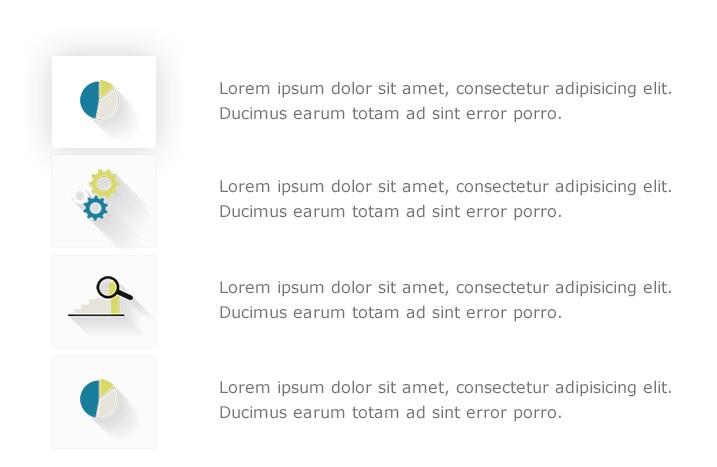 Lorem ipsum dolor sit amet, consectetur adipisicing elit.
Ducimus earum totam ad sint error porro.
Lorem ipsum dolor sit amet, consectetur adipisicing elit.
Ducimus earum totam ad sint error porro.
Lorem ipsum dolor sit amet, consectetur adipisicing elit.
Ducimus earum totam ad sint error porro.
Lorem ipsum dolor sit amet, consectetur adipisicing elit.
Ducimus earum totam ad sint error porro.